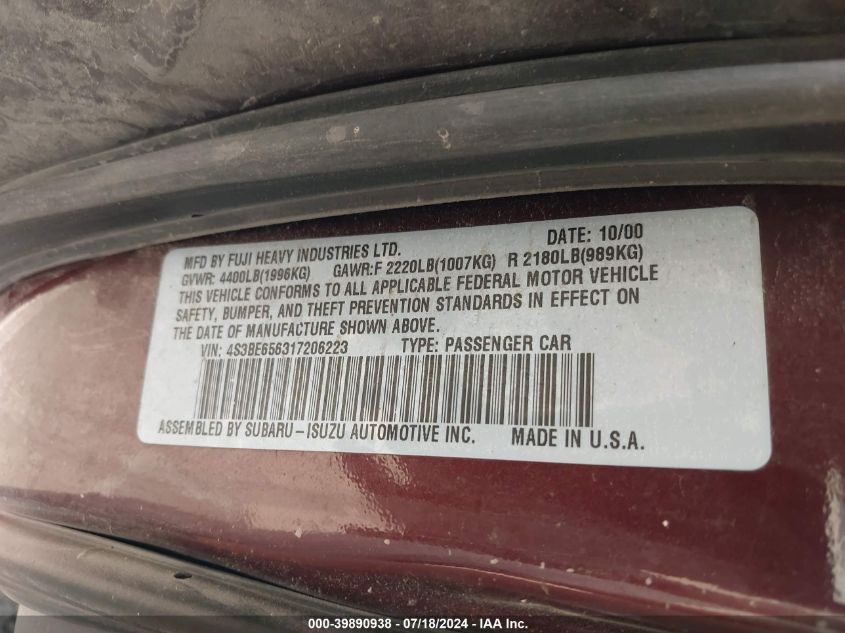 DATE: 10/00
MFD BY FUJI HEAVY INDUSTRIES LTD.
GVWR: 4400LB(1996KG) GAWR:F 2220LB(1007KG) R 2180LB(989KG)
THIS VEHICLE CONFORMS TO ALL APPLICABLE FEDERAL MOTOR VEHICLE
SAFETY, BUMPER, AND THEFT PREVENTION STANDARDS IN EFFECT ON
THE DATE OF MANUFACTURE SHOWN ABOVE.
VIN: 4S3BE656317206223 TYPE: PASSENGER CAR
ASSEMBLED BY SUBARU-ISUZU AUTOMOTIVE INC. MADE IN U.S.A.
000-39890938 - 07/18/2024 - IAA Inc.